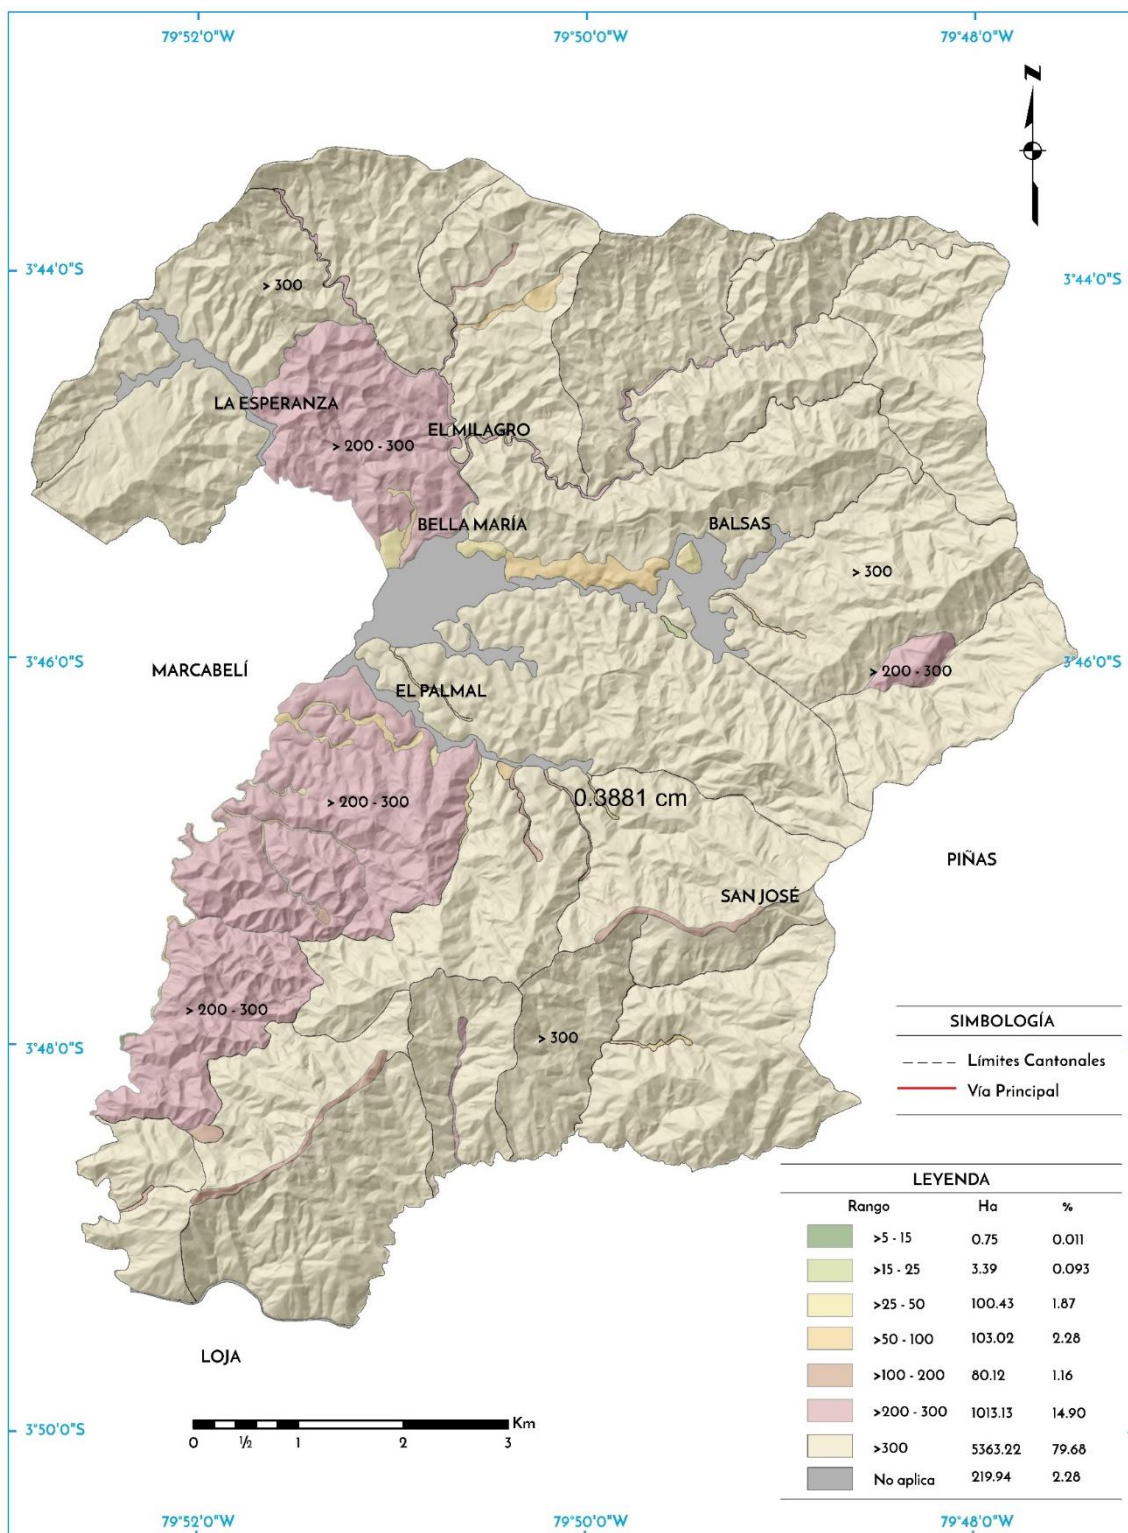 79°52'0"W 79°50'0"W 79°48'0"W
N
3°44'0"S 3°44'0"S
> 300
LA ESPERANZA
EL MILAGRO
> 200 - 300
BELLA MARÍA BALSAS
> 300
3°46'0"S 3°46'0"S
MARCABELÍ > 200 - 300
EL PALMAL
> 200 - 300 0.3881 cm
PIÑAS
SAN JOSÉ
> 200 - 300
SIMBOLOGÍA
> 300
3°48'0"S 3°48'0"S
Límites Cantonales
Vía Principal
LEYENDA
Rango Ha %
>5 - 15 0.75 0.011
>15 - 25 3.39 0.093
>25 - 50 100.43 1.87
>50 - 100 103.02 2.28
>100 - 200 80.12 1.16
>200 - 300 1013.13 14.90
>300 5363.22 79.68
No aplica 219.94 2.28
LOJA
Km
0 1/2 1 2 3
3°50'0"S 3°50'0"S
79°52'0"W 79°50'0"W 79°48'0"W